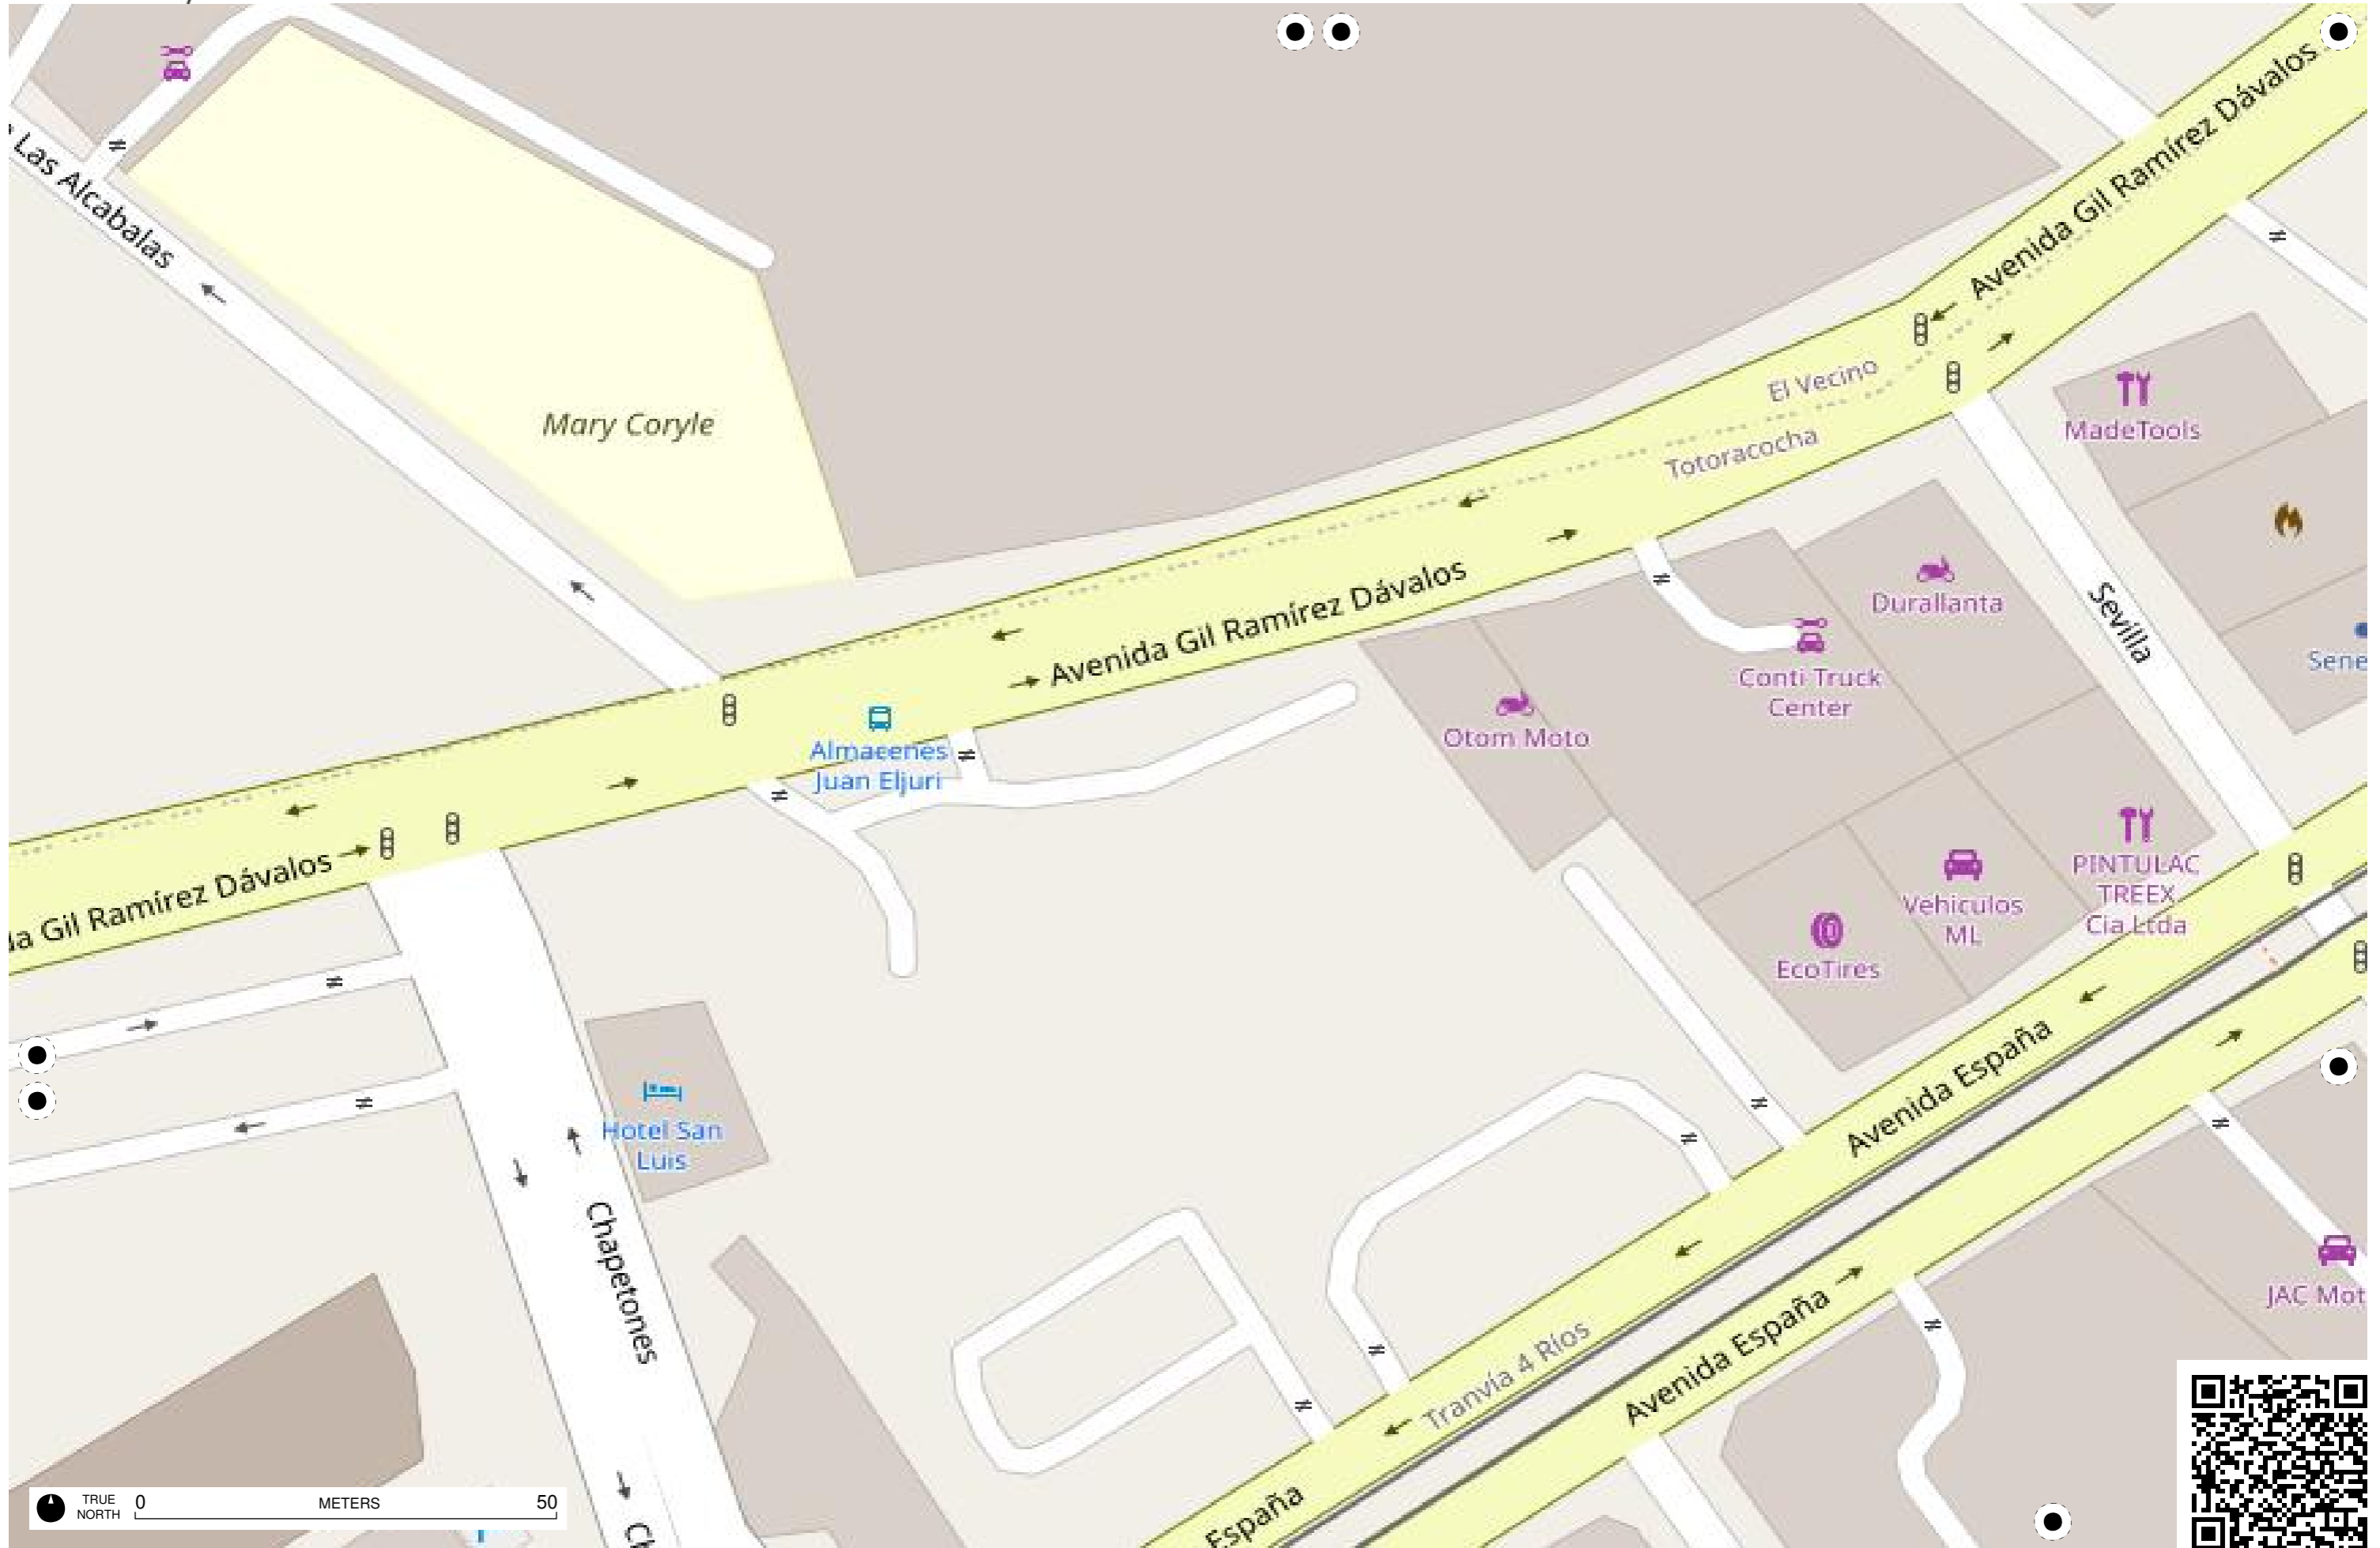 Las Alcabalas
Avenida Gil Ramírez Dávalos
Mary Coryle
El Vecino
Totoracocha
MadeTools
Avenida Gil Ramírez Dávalos
Durallanta
Sevilla
Conti Truck
Center
Otom Moto
Almacenes
Juan Eljuri
Gil Ramírez Dávalos
PINTULAC
TREEX
Cia Ltda
Vehiculos
ML
EcoTires
Avenida España
Hotel San
Luis
Chapetones
JAC Mot
Tranvía 4 Ríos
Avenida España
España
TRUE
NORTH
0 METERS 50